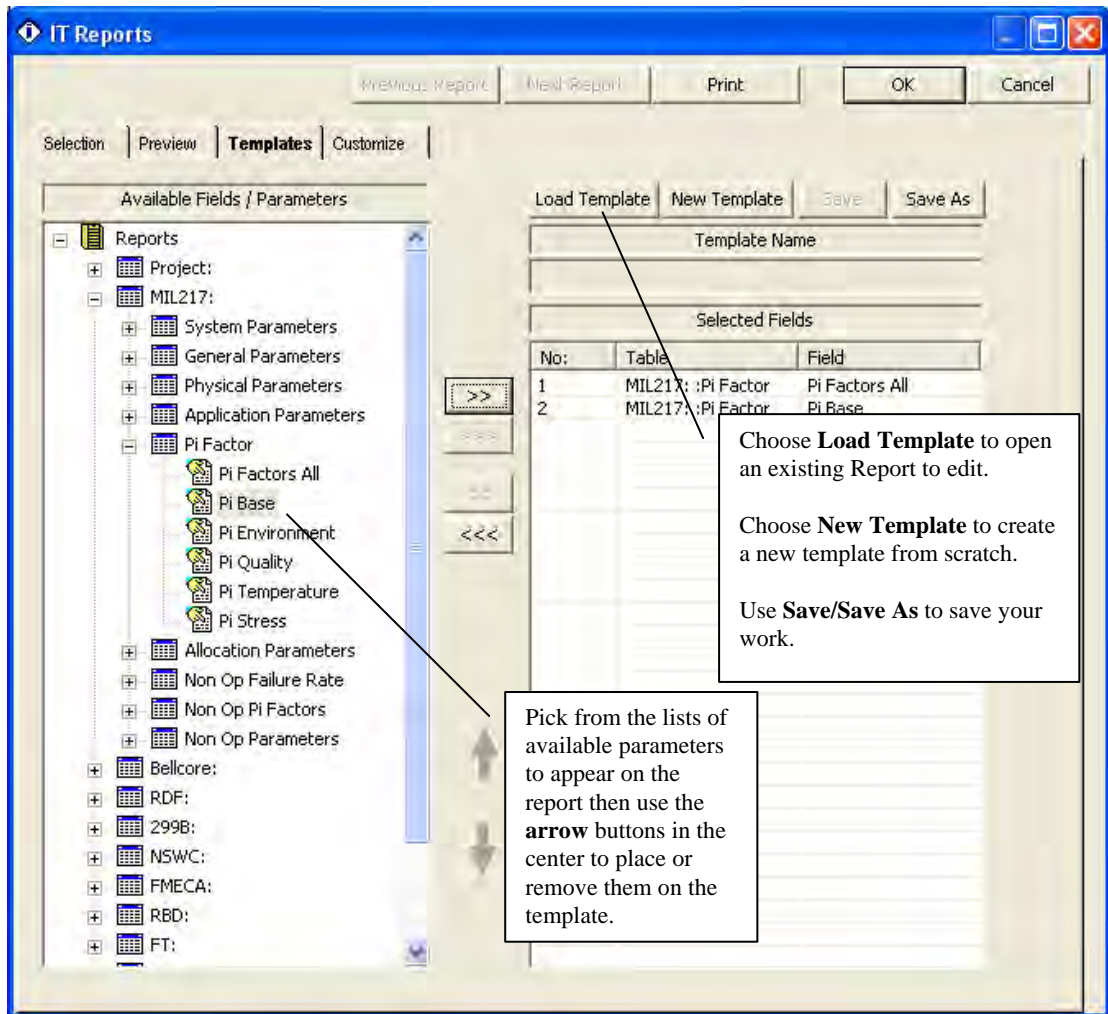 IT Reports
Previous Report
Next Report
Print
OK
Cancel
Selection
Preview
Templates
Customize
Available Fields / Parameters
Reports
Project:
MIL217:
System Parameters
General Parameters
Physical Parameters
Application Parameters
Pi Factor
Pi Factors All
Pi Base
Pi Environment
Pi Quality
Pi Temperature
Pi Stress
Allocation Parameters
Non Op Failure Rate
Non Op Pi Factors
Non Op Parameters
Bellcore:
RDF:
299B:
NSWC:
FMECA:
RBD:
FT:
>>
>>>
<<
<<<
Load Template
New Template
Save
Save As
Template Name
Selected Fields
No: Table Field
1 MIL217: :Pi Factor Pi Factors All
2 MIL217: :Pi Factor Pi Base
Choose Load Template to open
an existing Report to edit.
Choose New Template to create
a new template from scratch.
Use Save/Save As to save your
work.
Pick from the lists of
available parameters
to appear on the
report then use the
arrow buttons in the
center to place or
remove them on the
template.